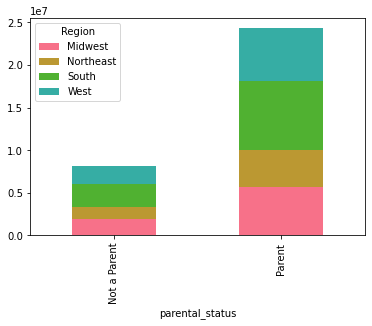 1e7
2.5
2.0
1.5
1.0
0.5
0.0
Region
Midwest
Northeast
South
West
Not a Parent
Parent
parental_status